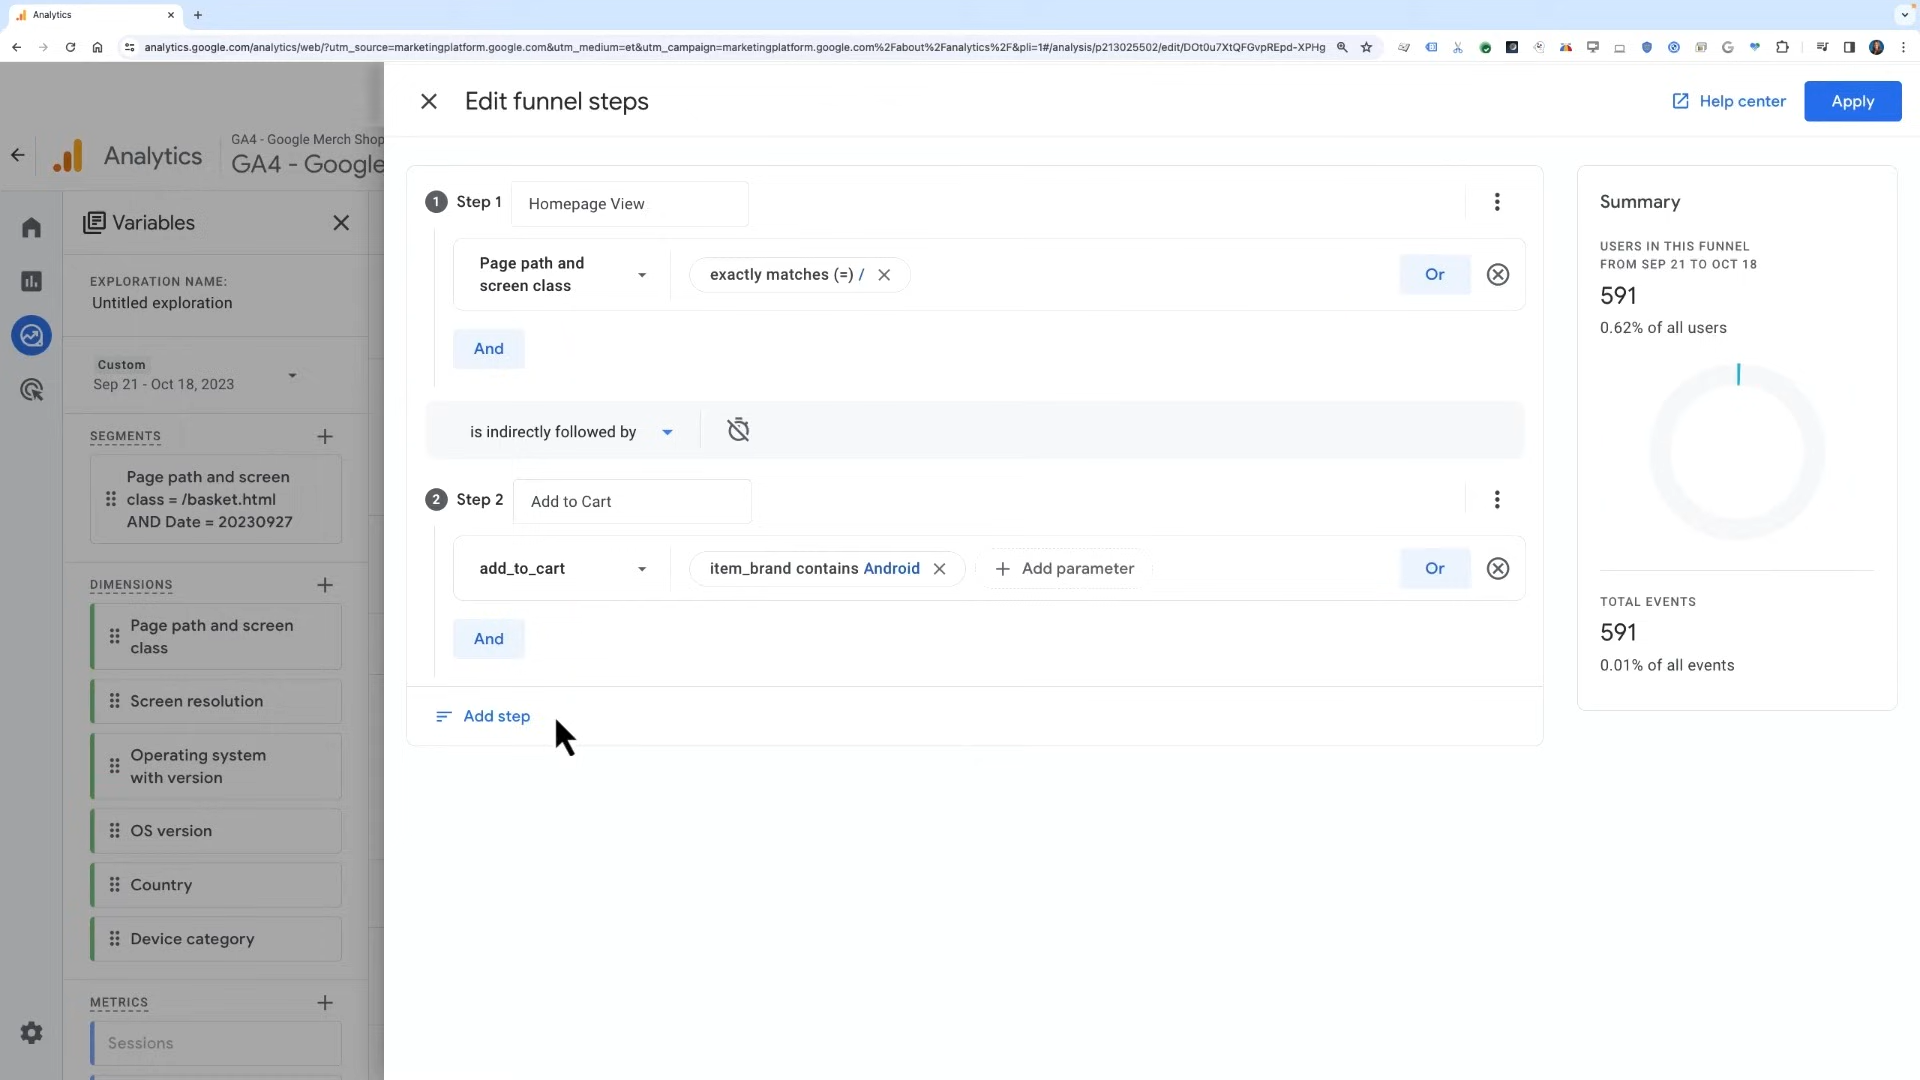 Analytics
analytics.google.com/analytics/web/?utm_source=marketingplatform.google.com&utm_medium=et&utm_campaign=marketingplatform.google.com%2Fabout%2Fanalytics%2F&pli=1#/analysis/p213025502/edit/DOt0u7XtQFGvpREpd-XPHg
Edit funnel steps
Help center
Apply
GA4 - Google Merch Shop
Analytics
GA4 - Google
Variables
EXPLORATION NAME:
Untitled exploration
Custom
Sep 21 - Oct 18, 2023
SEGMENTS
Page path and screen
class = /basket.html
AND Date = 20230927
DIMENSIONS
Page path and screen
class
Screen resolution
Operating system
with version
OS version
Country
Device category
METRICS
Sessions
1 Step 1 Homepage View
Page path and
screen class
exactly matches (=) /
Or
And
is indirectly followed by
2 Step 2 Add to Cart
add_to_cart
item_brand contains Android
Add parameter
Or
And
Add step
Summary
USERS IN THIS FUNNEL
FROM SEP 21 TO OCT 18
591
0.62% of all users
TOTAL EVENTS
591
0.01% of all events